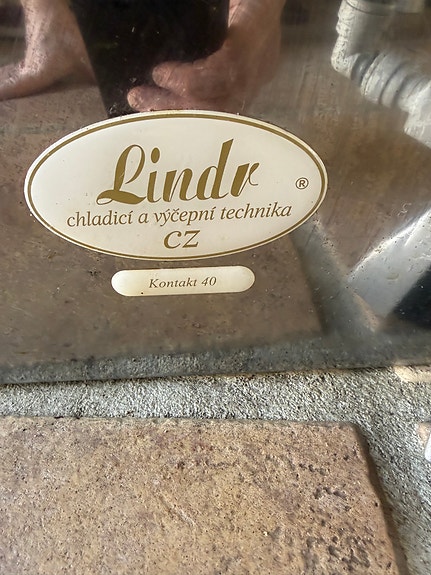 Lindr
®
chladicí a výčepní technika
CZ
Kontakt 40